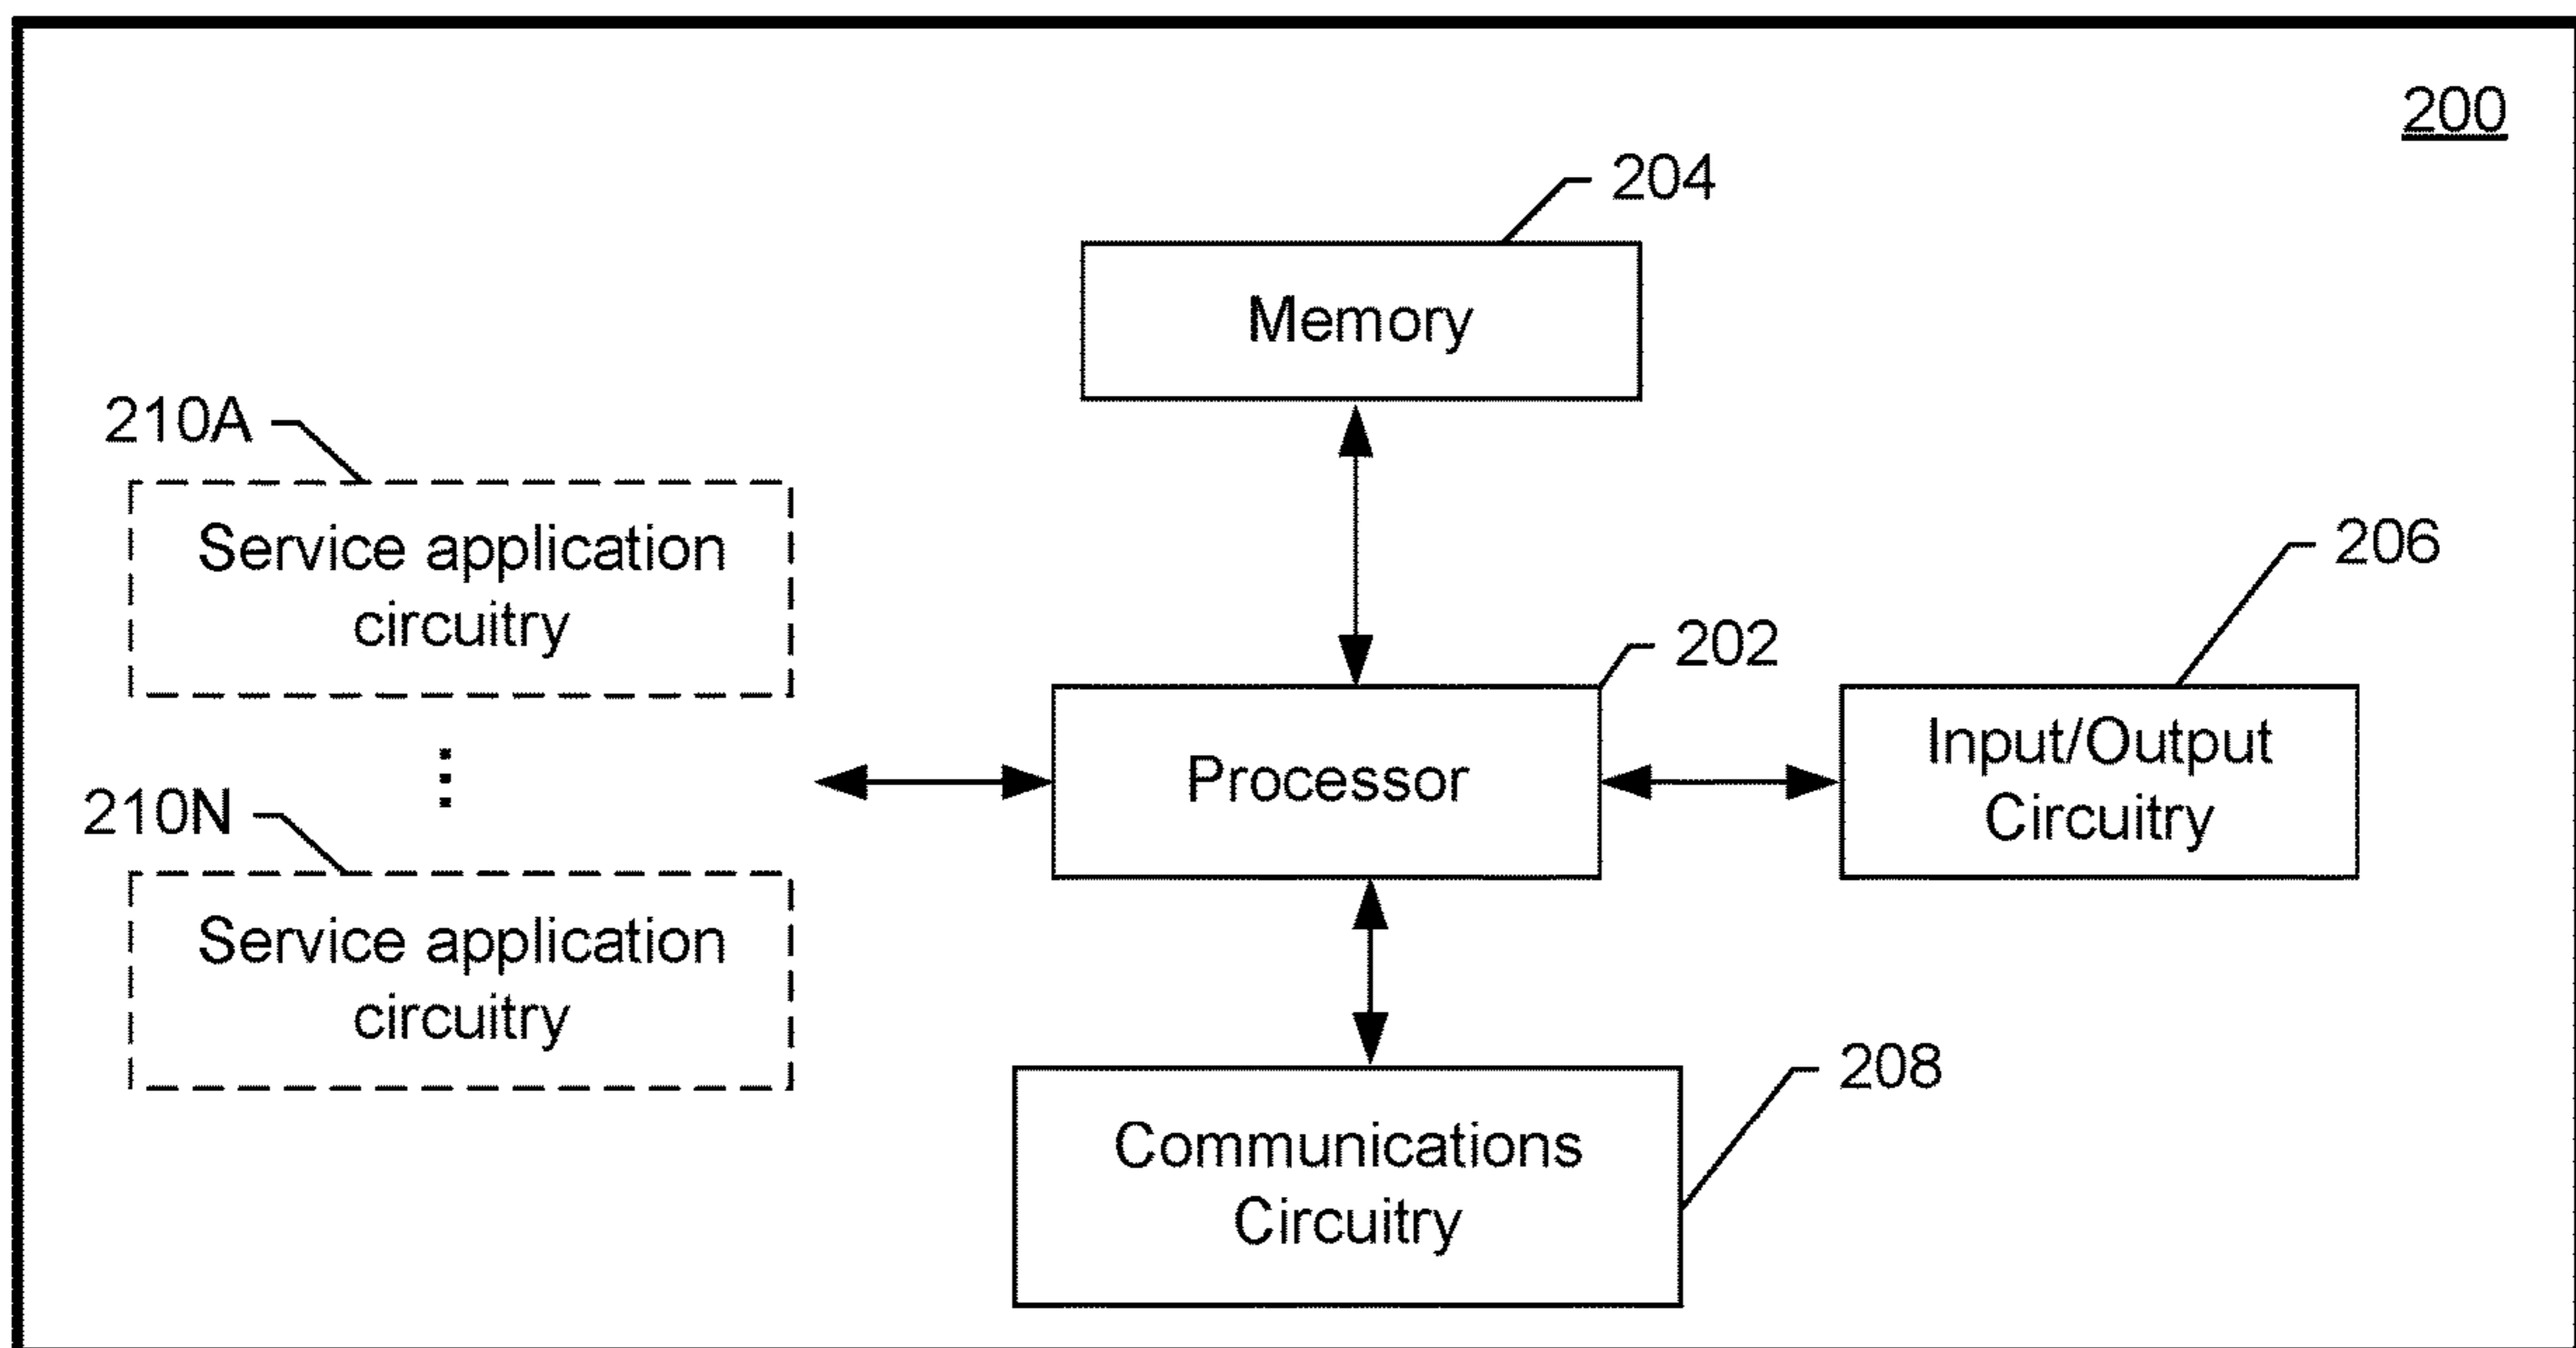 200
204
Memory
210A
Service application
circuitry
206
202
Processor
Input/Output
Circuitry
210N
Service application
circuitry
208
Communications
Circuitry